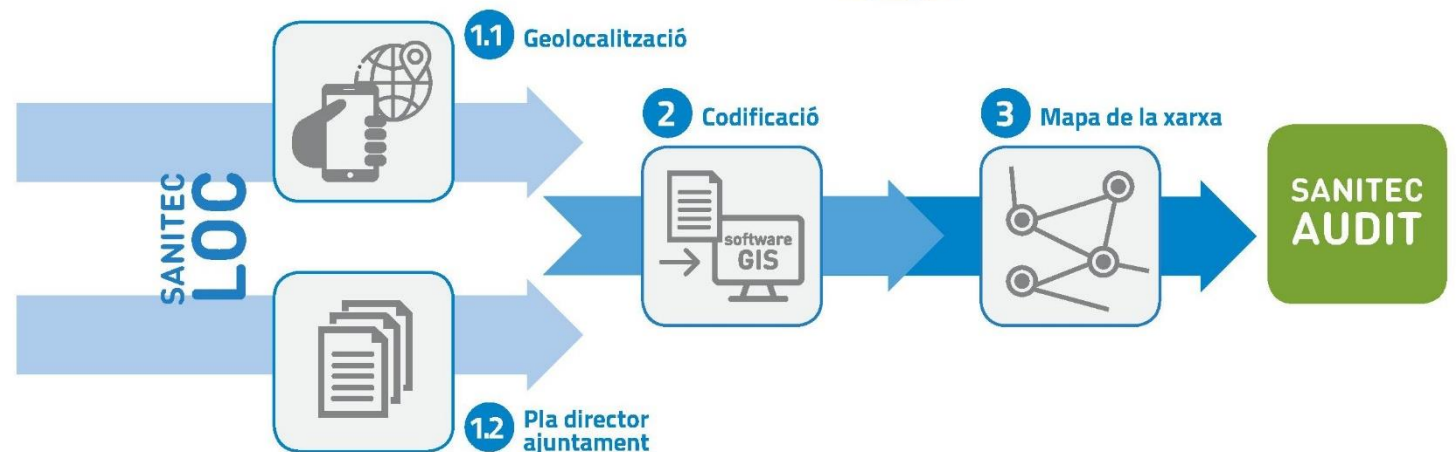 1.1 Geolocalització
SANITEC
LOC
1.2 Pla director
ajuntament
2 Codificació
software
GIS
3 Mapa de la xarxa
SANITEC
AUDIT